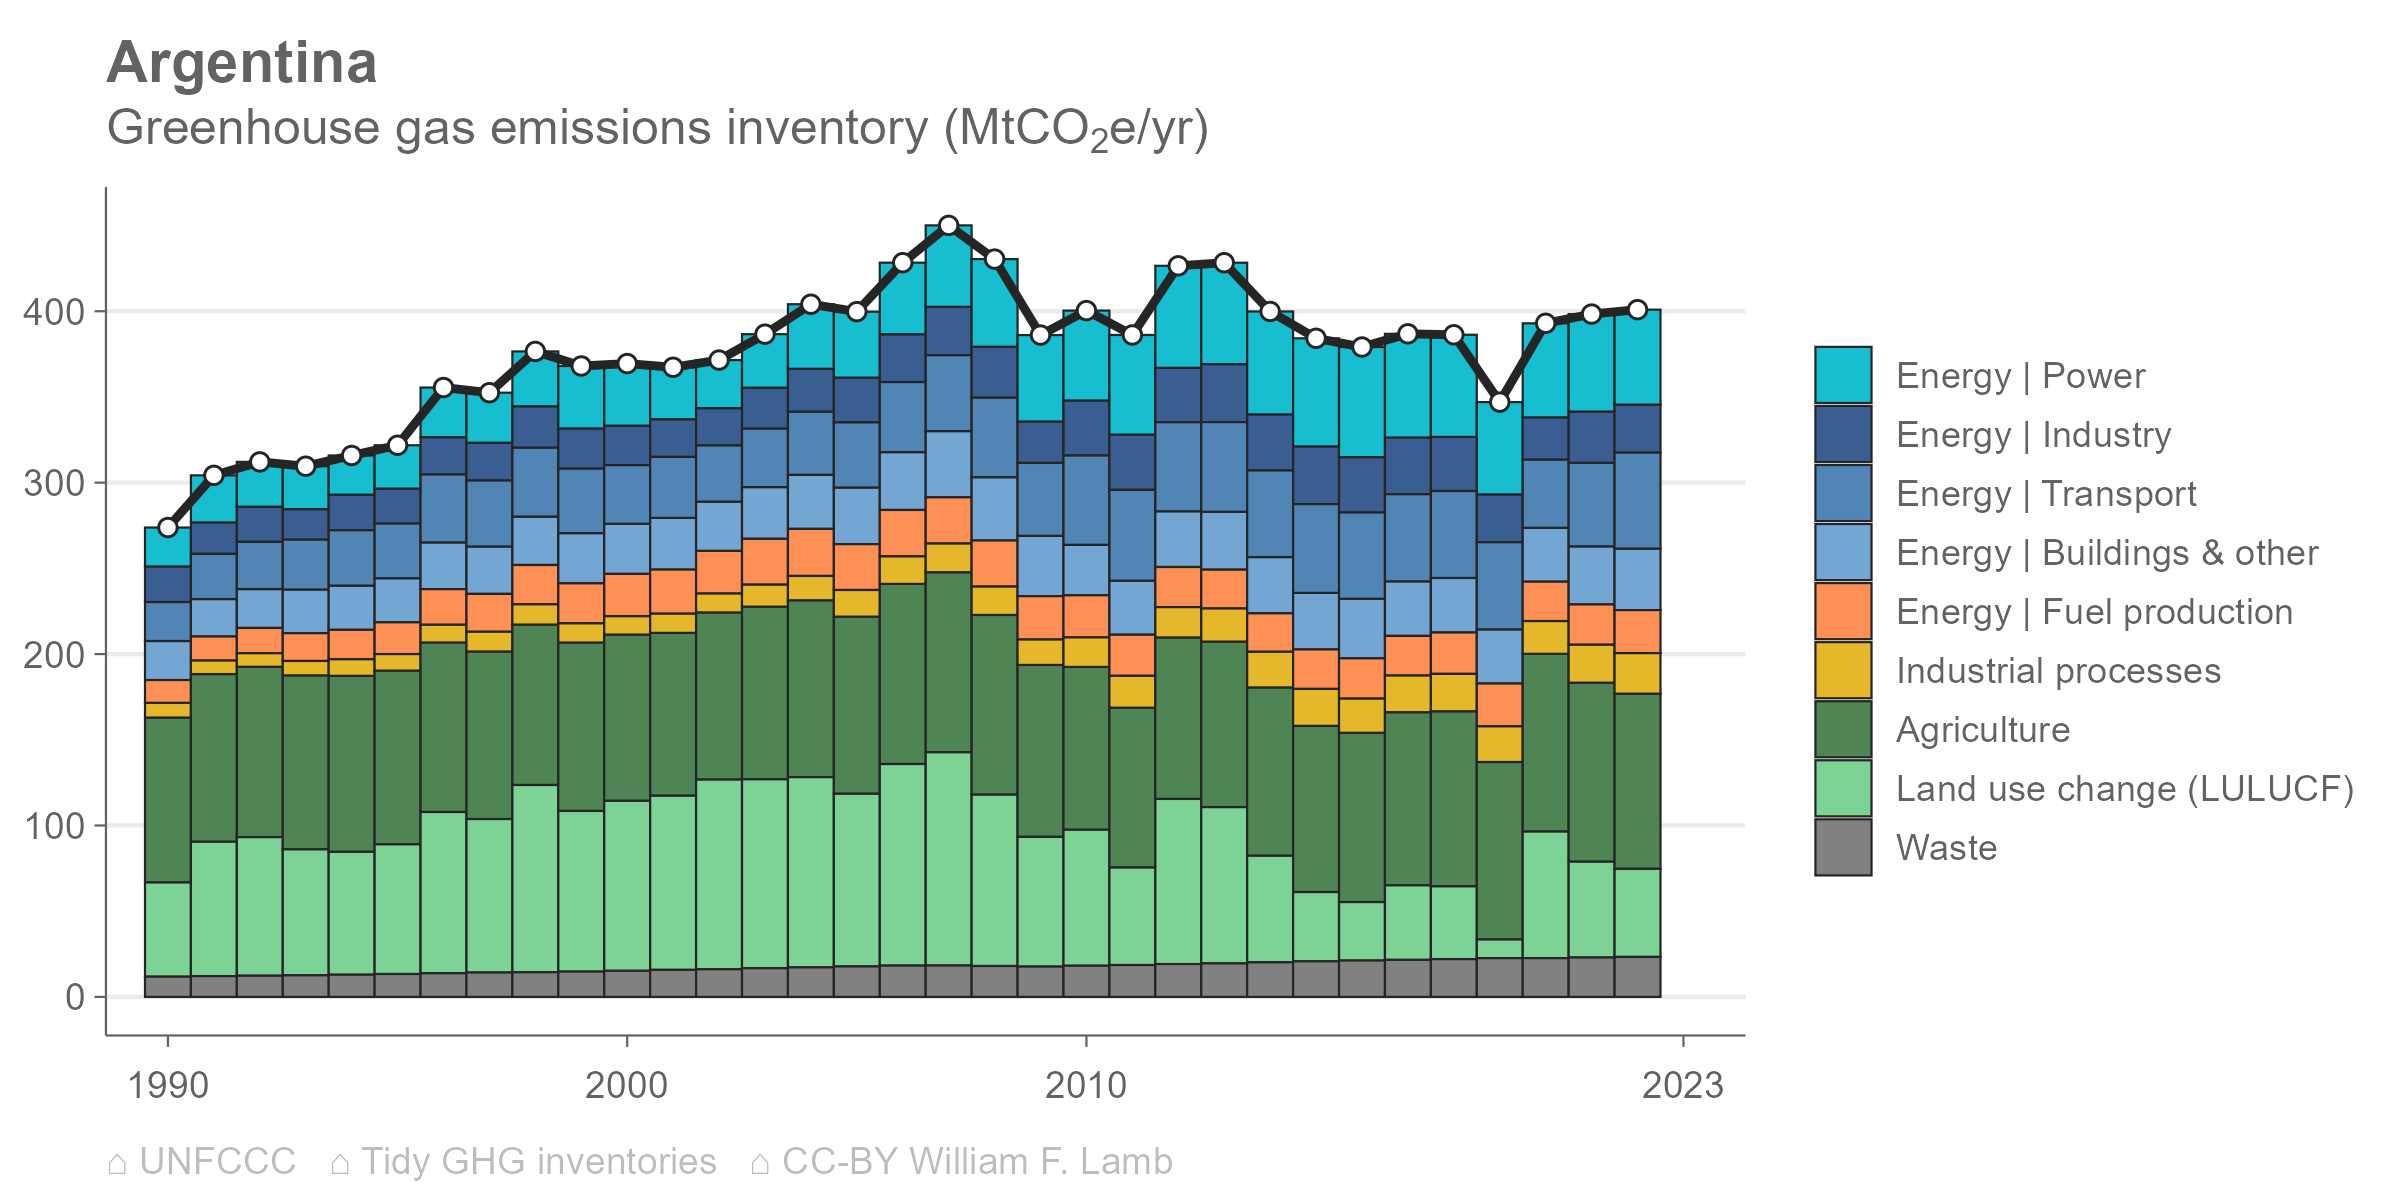 Argentina
Greenhouse gas emissions inventory (MtCO₂e/yr)
400
300
200
100
0
1990 2000 2010 2023
Energy | Power
Energy | Industry
Energy | Transport
Energy | Buildings & other
Energy | Fuel production
Industrial processes
Agriculture
Land use change (LULUCF)
Waste
⌂ UNFCCC ⌂ Tidy GHG inventories ⌂ CC-BY William F. Lamb